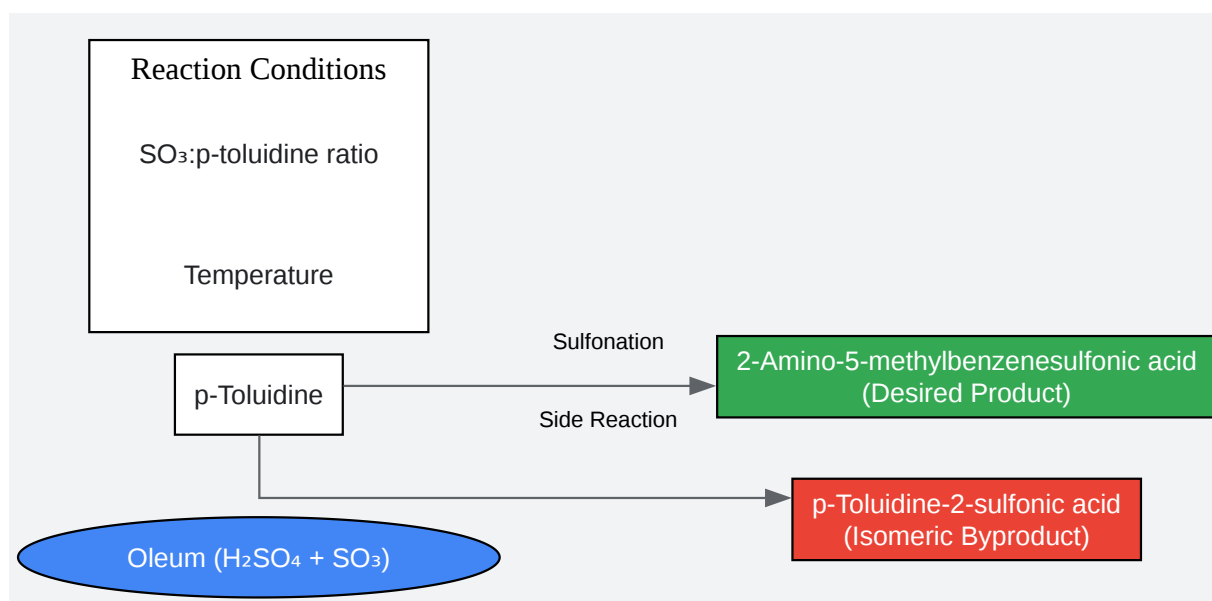 Reaction Conditions
SO₃:p-toluidine ratio
Temperature
Sulfonation
2-Amino-5-methylbenzenesulfonic acid
(Desired Product)
p-Toluidine
Side Reaction
p-Toluidine-2-sulfonic acid
(Isomeric Byproduct)
Oleum (H₂SO₄ + SO₃)